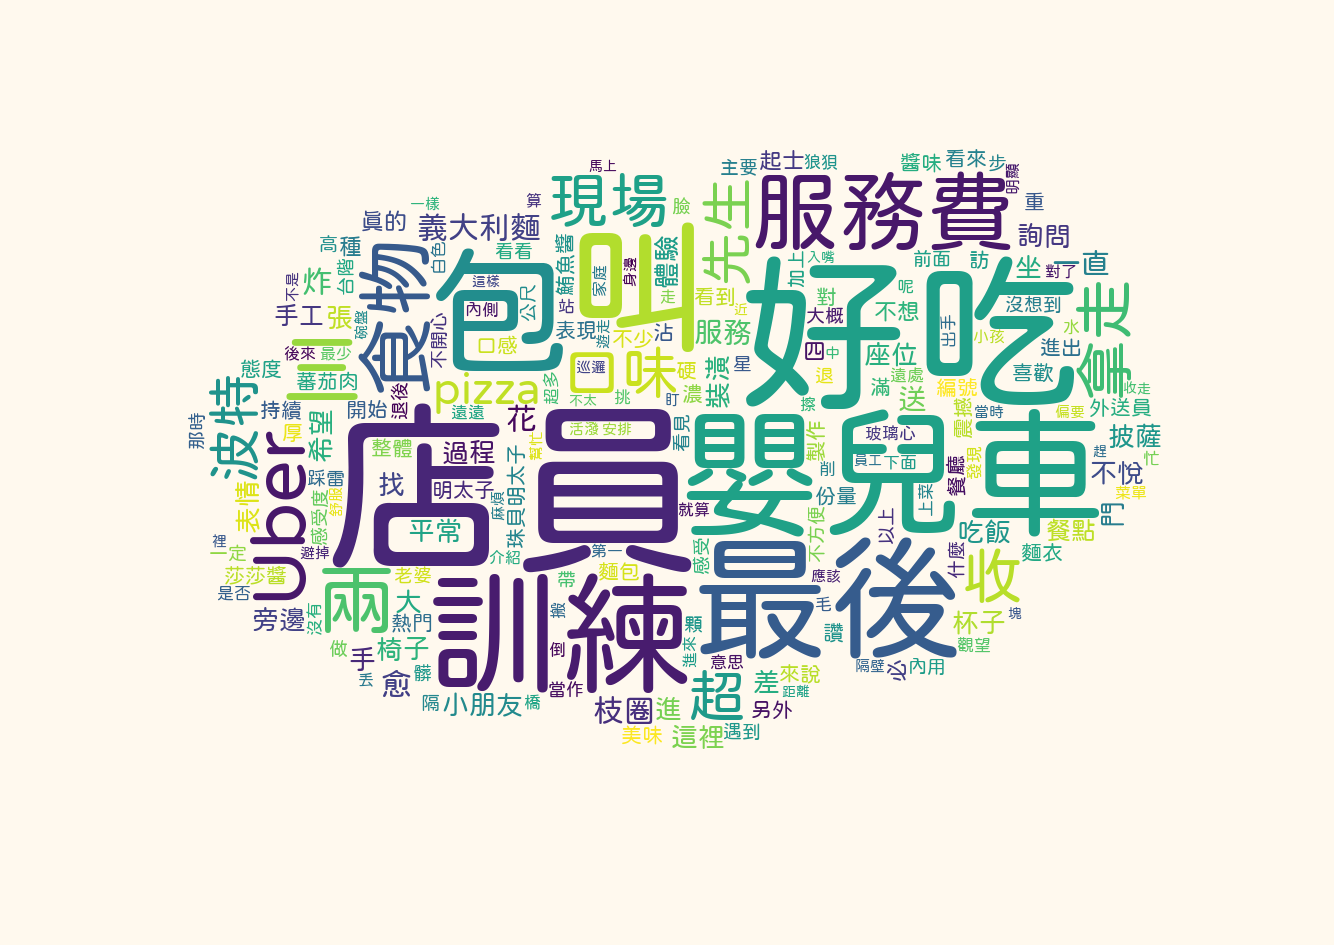 馬上
主要
起士
狼狽
醬味
看來
步
明顯
一樣
算
現場
臉
先生
服務費
重
詢問
真的
義大利麵
高
種
看看
白色
食物
包
叫
鮪魚醬
體驗
家庭
身邊
加上
入嘴
前面
訪
坐
對了
一直
不是
炸
台階
這樣
內側
公尺
站
走
看到
近
好吃
對
呢
不想
大概
沒想到
出手
小孩
水
拿走
手工
張
碗盤
不開心
表現
遊走
不少
沾
服務
四
中
座位
進出
後來
最少
三
口感
口
巡邏
味
硬
裝潢
星
退
遠處
滿
喜歡
收走
態度
蕃茄肉
退後
pizza
超多
不太
挑
盯
濃
擦
送
編號
波特
持續
開始
遠遠
花
活潑
安排
看見
震撼
當時
偏要
外送員
那時
厚
希望
店員
嬰兒車
玻璃心
製作
披薩
Uber
整體
過程
幫忙
員工
下面
餐廳
發現
趕
忙
踩雷
找
明太子
麻煩
珠貝明太子
削
不悅
表情
感受度
舒服
平常
就算
份量
上菜
菜單
門
裡
一定
避掉
介紹
第一
感受
不方便
以上
吃飯
餐點
莎莎醬
老婆
帶
麵包
最後
應該
什麼
麵衣
是否
兩
大
訓練
搬
毛
收
旁邊
沒有
熱門
顆
讚
杯子
塊
做
椅子
手
倒
進來
意思
隔壁
必
內用
觀望
丟
愈
髒
當作
超
差
來說
距離
隔
小朋友
橋
枝圈
進
另外
美味
這裡
遇到